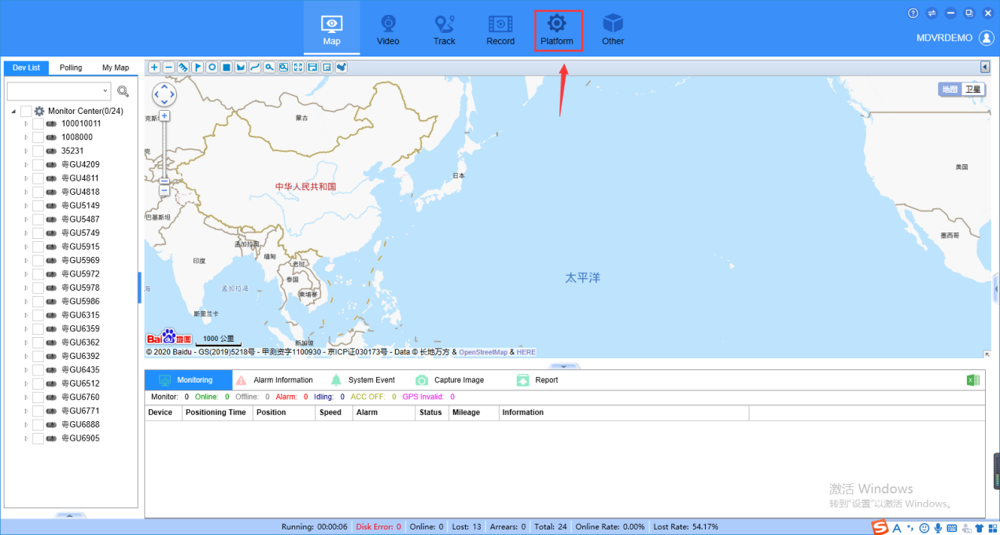 Map
Video
Track
Record
Platform
Other
MDVRDEMO
Dev List
Polling
My Map
Monitor Center(0/24)
100010011
1008000
35231
粤GU4209
粤GU4811
粤GU4818
粤GU5149
粤GU5487
粤GU5749
粤GU5915
粤GU5969
粤GU5972
粤GU5978
粤GU5986
粤GU6315
粤GU6359
粤GU6362
粤GU6392
粤GU6435
粤GU6512
粤GU6760
粤GU6771
粤GU6888
粤GU6905
地图
卫星
克斯
蒙古
美国
日本
中华人民共和国
克
巴基斯坦
墨西哥
孟加拉国
印度
缅甸
老挝
太平洋
泰国
海
孟加拉湾
柬埔寨
斯里兰卡
Bai du 地图
1000 公里
新加坡
© 2020 Baidu - GS(2019)5218号 - 甲测资字1100930 - 京ICP证030173号 - Data © 长地万方 & OpenStreetMap & HERE
Monitoring
Alarm Information
System Event
Capture Image
Report
Monitor: 0 Online: 0 Offline: 0 Alarm: 0 Idling: 0 ACC OFF: 0 GPS Invalid: 0
Device Positioning Time Position Speed Alarm Status Mileage Information
激活 Windows
转到"设置"以激活 Windows。
Running: 00:00:06 Disk Error: 0 Online: 0 Lost: 13 Arrears: 0 Total: 24 Online Rate: 0.00% Lost Rate: 54.17%